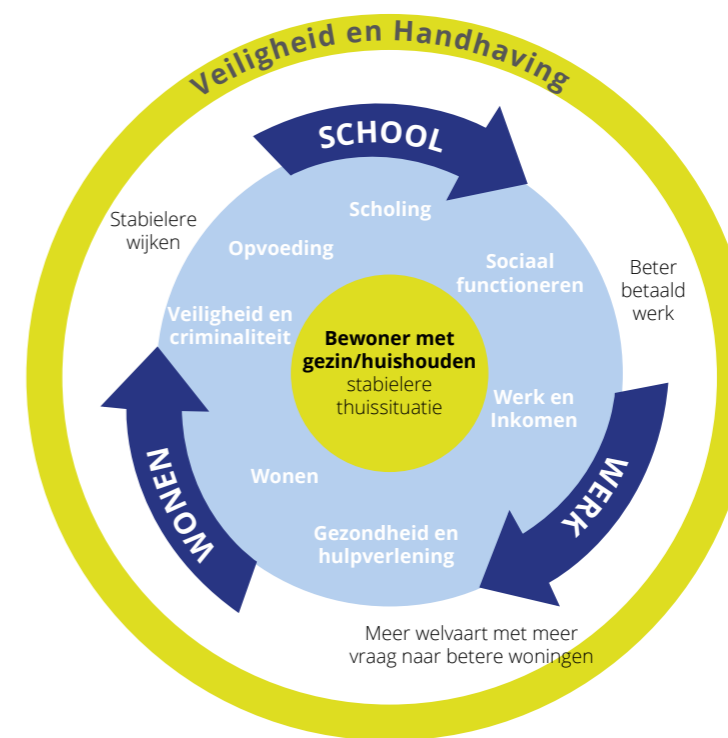 Veiligheid en Handhaving
SCHOOL
Scholing
Stabielere
wijken
Opvoeding
Sociaal
functioneren
Beter
betaald
werk
Veiligheid en
criminaliteit
Bewoner met
gezin/huishouden
stabielere
thuissituatie
Werk en
Inkomen
WERK
WONEN
Wonen
Gezondheid en
hulpverlening
Meer welvaart met meer
vraag naar betere woningen